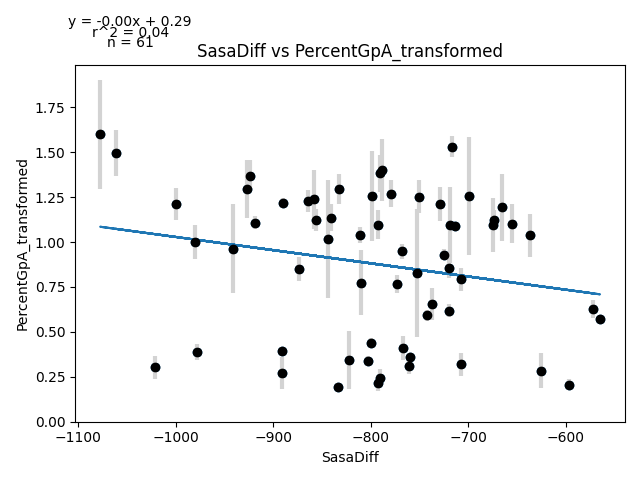 y = -0.00x + 0.29
r^2 = 0.04
n = 61
SasaDiff vs PercentGpA_transformed
PercentGpA_transformed
1.75
1.50
1.25
1.00
0.75
0.50
0.25
0.00
−1100 −1000 −900 −800 −700 −600
SasaDiff